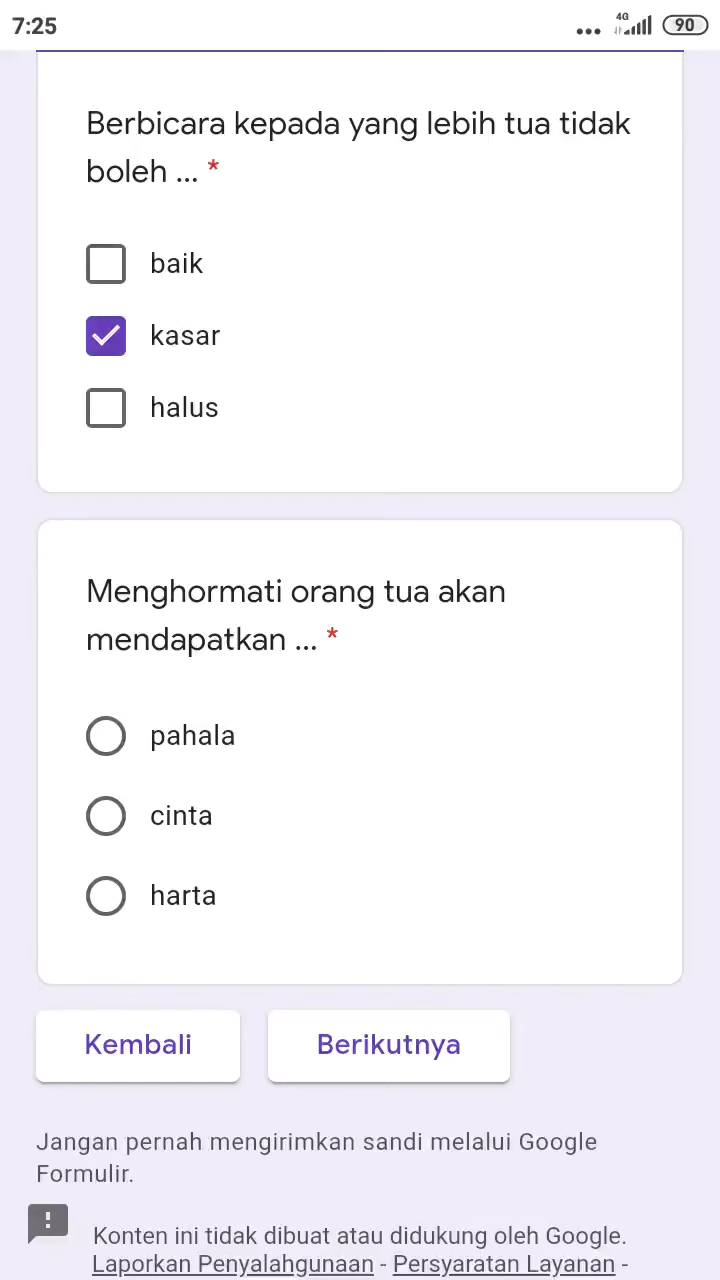 7:25
4G
90
Berbicara kepada yang lebih tua tidak
boleh ... *
baik
kasar
halus
Menghormati orang tua akan
mendapatkan ... *
pahala
cinta
harta
Kembali
Berikutnya
Jangan pernah mengirimkan sandi melalui Google
Formulir.
Konten ini tidak dibuat atau didukung oleh Google.
Laporkan Penyalahgunaan - Persyaratan Layanan -